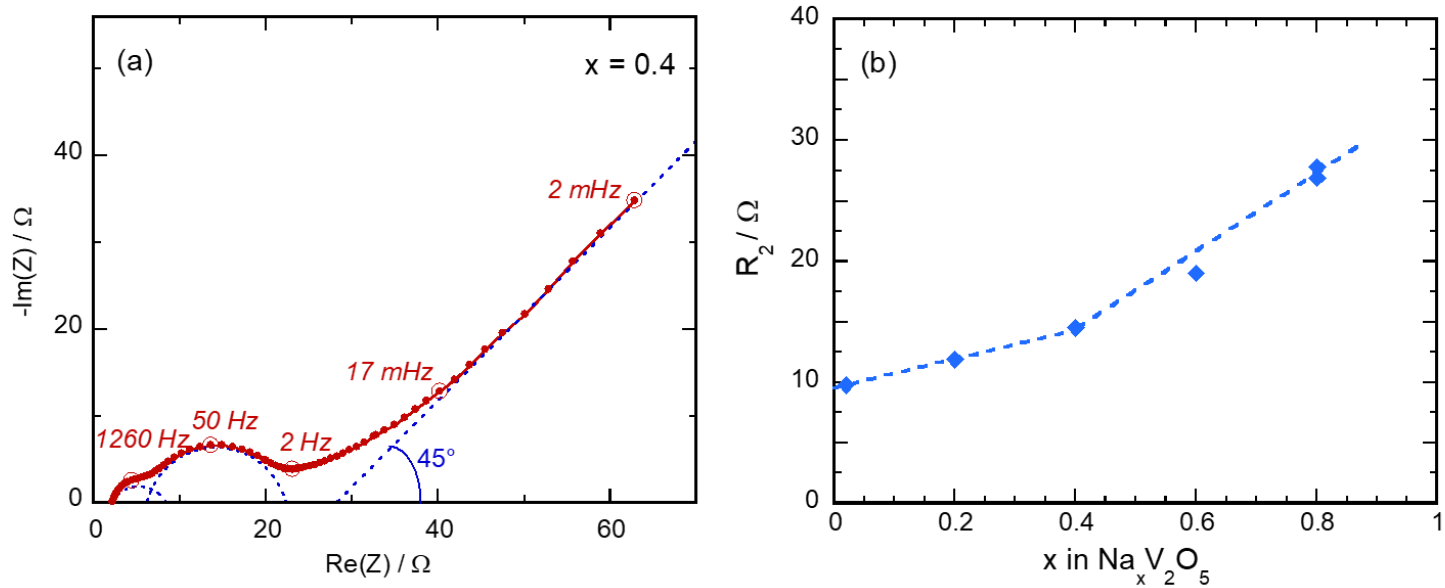 (a)
x = 0.4
-Im(Z) / Ω
40
20
0
2 mHz
17 mHz
1260 Hz
50 Hz
2 Hz
45°
0
20
40
60
Re(Z) / Ω
(b)
R2 / Ω
40
30
20
10
0
0
0.2
0.4
0.6
0.8
1
x in NaxV2O5